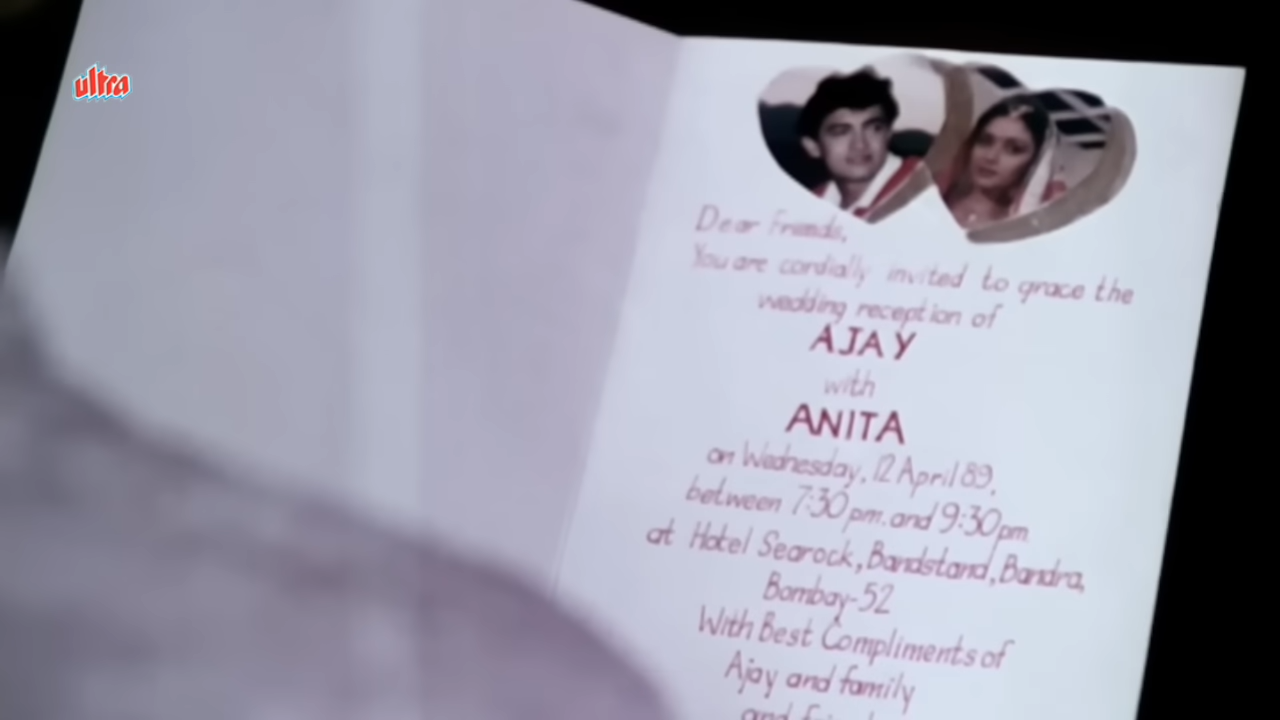 ultra
Dear Friends,
You are cordially invited to grace the
wedding reception of
AJAY
with
ANITA
on Wednesday, 12 April 89,
between 7:30 pm. and 9:30 pm
at Hotel Searock, Bandstand, Bandra,
Bombay-52
With Best Compliments of
Ajay and family
and